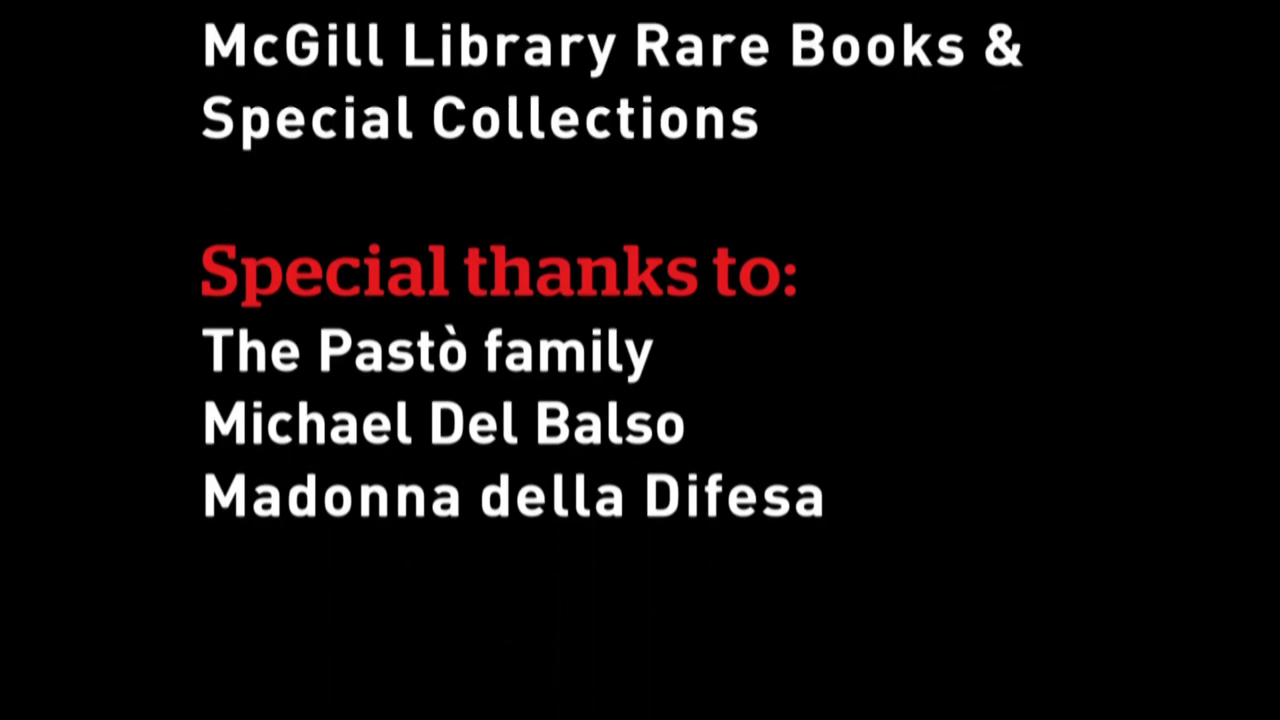 McGill Library Rare Books &
Special Collections
Special thanks to:
The Pastò family
Michael Del Balso
Madonna della Difesa